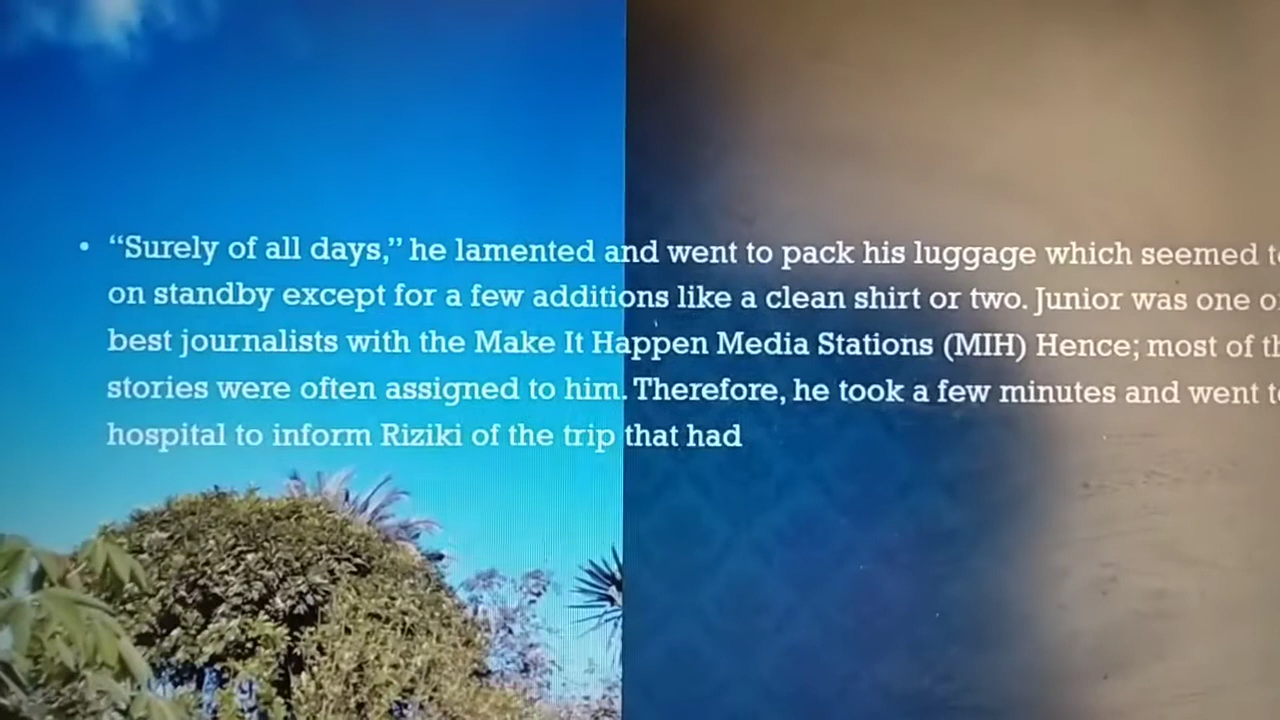 • “Surely of all days,” he lamented and went to pack his luggage which seemed
on standby except for a few additions like a clean shirt or two. Junior was one
best journalists with the Make It Happen Media Stations (MIH) Hence; most of
stories were often assigned to him. Therefore, he took a few minutes and went
hospital to inform Riziki of the trip that had